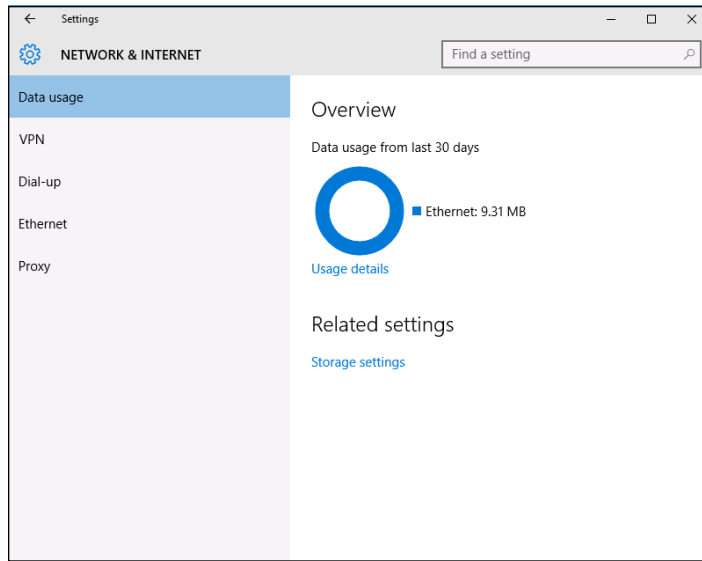 Settings
NETWORK & INTERNET
Find a setting
Data usage
VPN
Dial-up
Ethernet
Proxy
Overview
Data usage from last 30 days
Ethernet: 9.31 MB
Usage details
Related settings
Storage settings